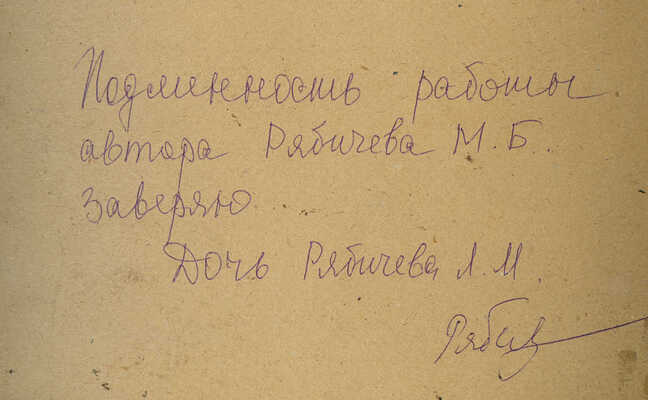 Подлинность работы
автора Рябичева М.Б.
заверяю
Дочь Рябичева Л.М.